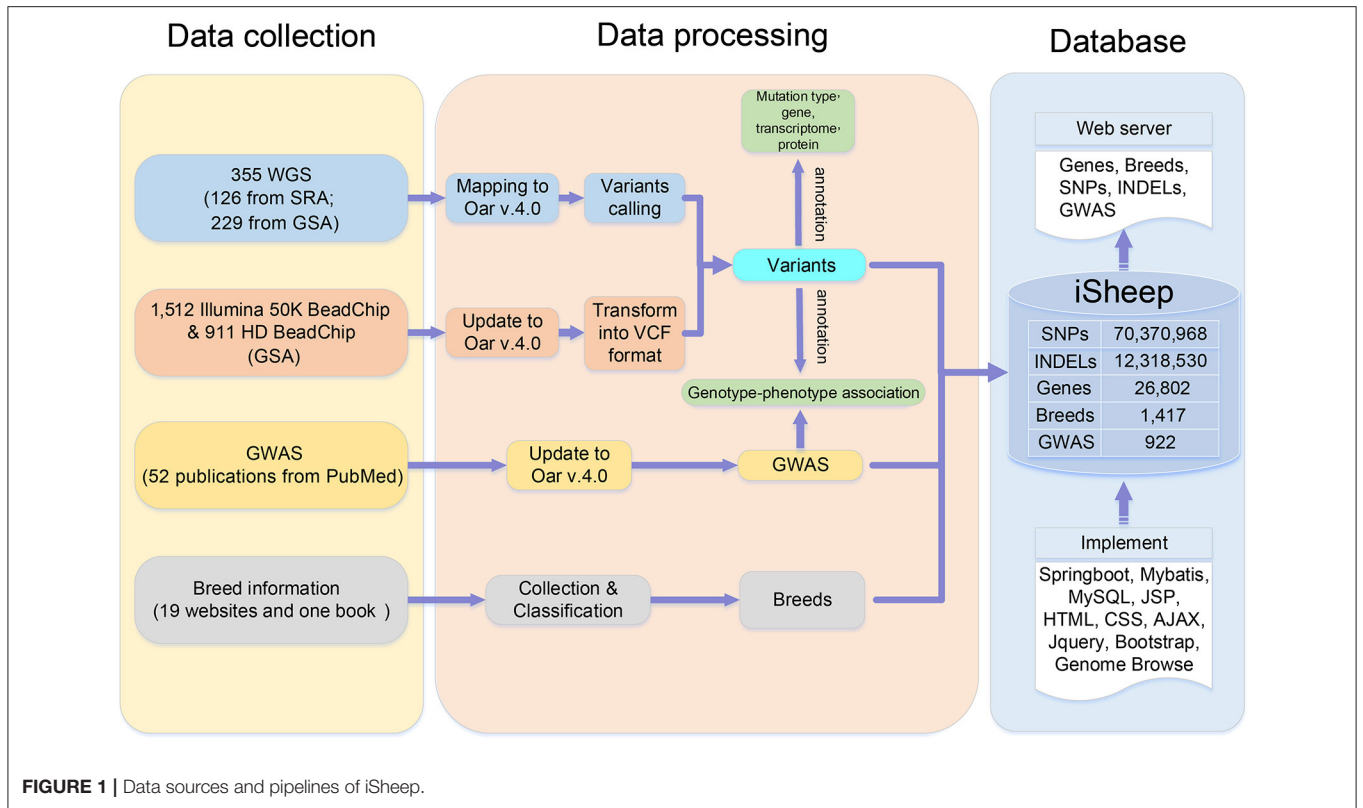 Data collection
Data processing
Database
355 WGS
(126 from SRA;
229 from GSA)
Mapping to
Oar v.4.0
Variants
calling
Mutation type,
gene,
transcriptome,
protein
annotation
Variants
annotation
1,512 Illumina 50K BeadChip
& 911 HD BeadChip
(GSA)
Update to
Oar v.4.0
Transform
into VCF
format
Genotype-phenotype association
GWAS
(52 publications from PubMed)
Update to
Oar v.4.0
GWAS
Breed information
(19 websites and one book )
Collection &
Classification
Breeds
Web server
Genes, Breeds,
SNPs, INDELs,
GWAS
iSheep
SNPs 70,370,968
INDELs 12,318,530
Genes 26,802
Breeds 1,417
GWAS 922
Implement
Springboot, Mybatis,
MySQL, JSP,
HTML, CSS, AJAX,
Jquery, Bootstrap,
Genome Browse
FIGURE 1 | Data sources and pipelines of iSheep.